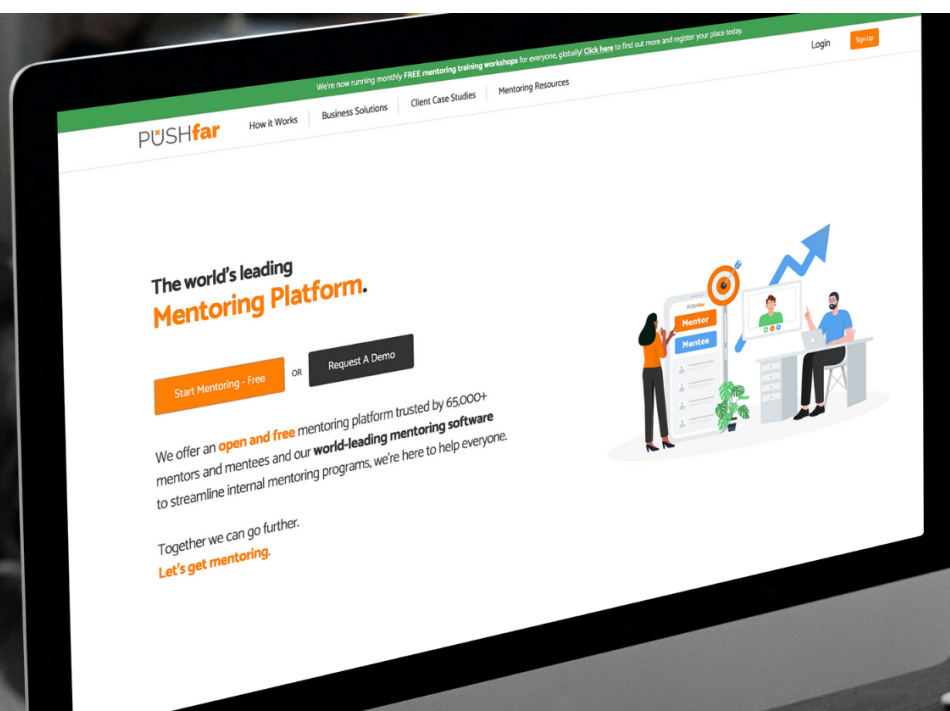 We're now running monthly FREE mentoring training workshops for everyone, globally! Click here to find out more and register your place today.
PUSHfar
How it Works
Business Solutions
Client Case Studies
Mentoring Resources
Login
Sign Up
The world's leading
Mentoring Platform.
Start Mentoring - Free
OR
Request A Demo
We offer an open and free mentoring platform trusted by 65,000+
mentors and mentees and our world-leading mentoring software
to streamline internal mentoring programs, we're here to help everyone.
Together we can go further.
Let's get mentoring.
PUSHfar
Mentor
Mentee